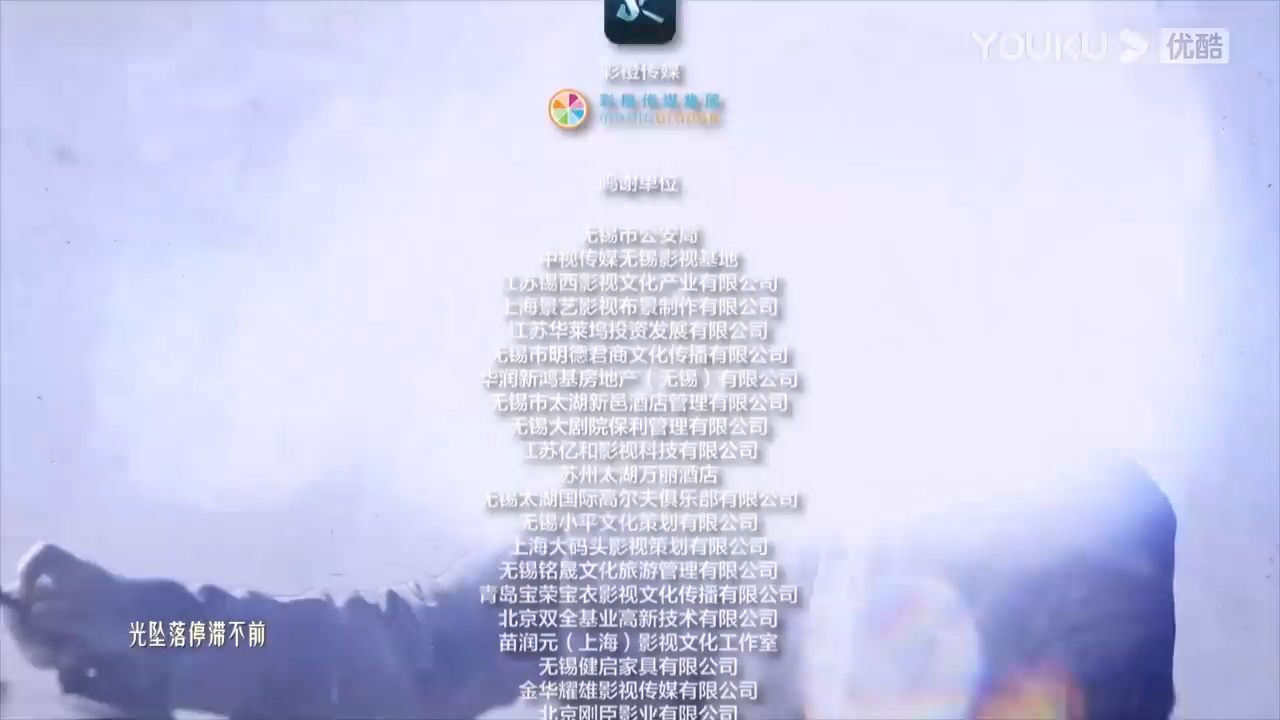 YOUKU 优酷
彩橙传媒
彩橙传媒集团
mediaorange
鸣谢单位
无锡市公安局
中视传媒无锡影视基地
江苏锡西影视文化产业有限公司
上海景艺影视布景制作有限公司
江苏华莱坞投资发展有限公司
无锡市明德君商文化传播有限公司
华润新鸿基房地产（无锡）有限公司
无锡市太湖新邑酒店管理有限公司
无锡大剧院保利管理有限公司
江苏亿和影视科技有限公司
苏州太湖万丽酒店
无锡太湖国际高尔夫俱乐部有限公司
无锡小平文化策划有限公司
上海大码头影视策划有限公司
无锡铭晟文化旅游管理有限公司
青岛宝荣宝衣影视文化传播有限公司
北京双全基业高新技术有限公司
苗润元（上海）影视文化工作室
光坠落停滞不前
无锡健启家具有限公司
金华耀雄影视传媒有限公司
北京刚臣影业有限公司